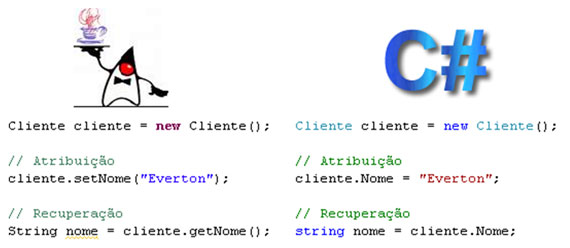 C#
Cliente cliente = new Cliente();
// Atribuição
cliente.setNome("Everton");
// Recuperação
String nome = cliente.getNome();
Cliente cliente = new Cliente();
// Atribuição
cliente.Nome = "Everton";
// Recuperação
string nome = cliente.Nome;